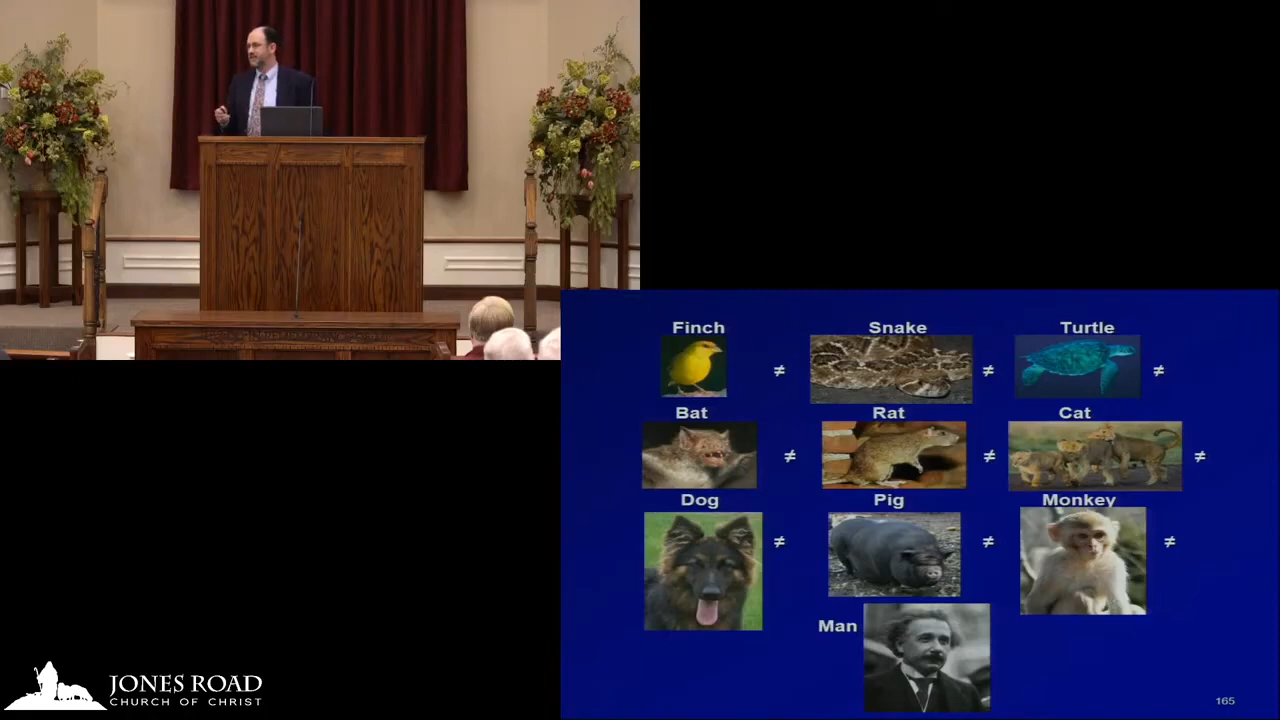 Finch Snake Turtle
≠ ≠ ≠
Bat Rat Cat
≠ ≠ ≠
Dog Pig Monkey
≠ ≠ ≠
Man
165
JONES ROAD
CHURCH OF CHRIST